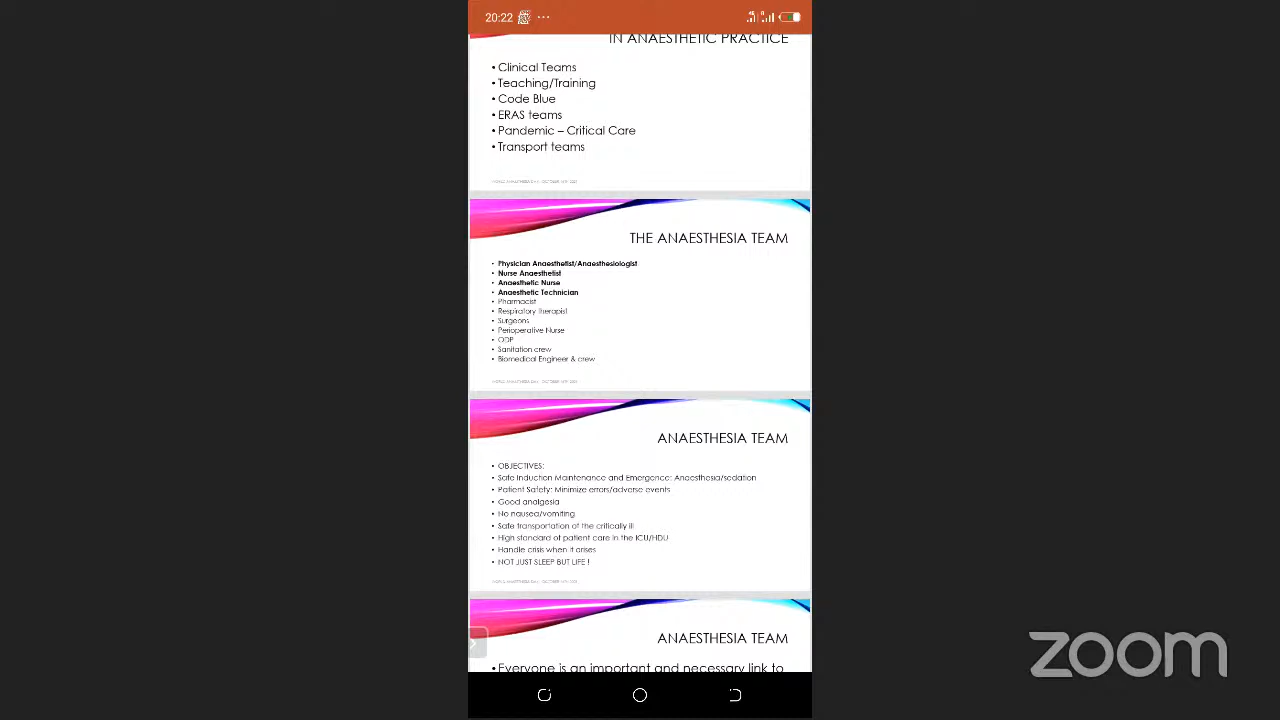 20:22
IN ANAESTHETIC PRACTICE
• Clinical Teams
• Teaching/Training
• Code Blue
• ERAS teams
• Pandemic – Critical Care
• Transport teams
THE ANAESTHESIA TEAM
• Physician Anaesthetist/Anaesthesiologist
• Nurse Anaesthetist
• Anaesthetic Nurse
• Anaesthetic Technician
• Pharmacist
• Respiratory therapist
• Surgeons
• Perioperative Nurse
• ODP
• Sanitation crew
• Biomedical Engineer & crew
ANAESTHESIA TEAM
• OBJECTIVES:
• Safe Induction Maintenance and Emergence: Anaesthesia/sedation
• Patient Safety: Minimize errors/adverse events
• Good analgesia
• No nausea/vomiting
• Safe transportation of the critically ill
• High standard of patient care in the ICU/HDU
• Handle crisis when it arises
• NOT JUST SLEEP BUT LIFE !
ANAESTHESIA TEAM
• Everyone is an important and necessary link to
zoom